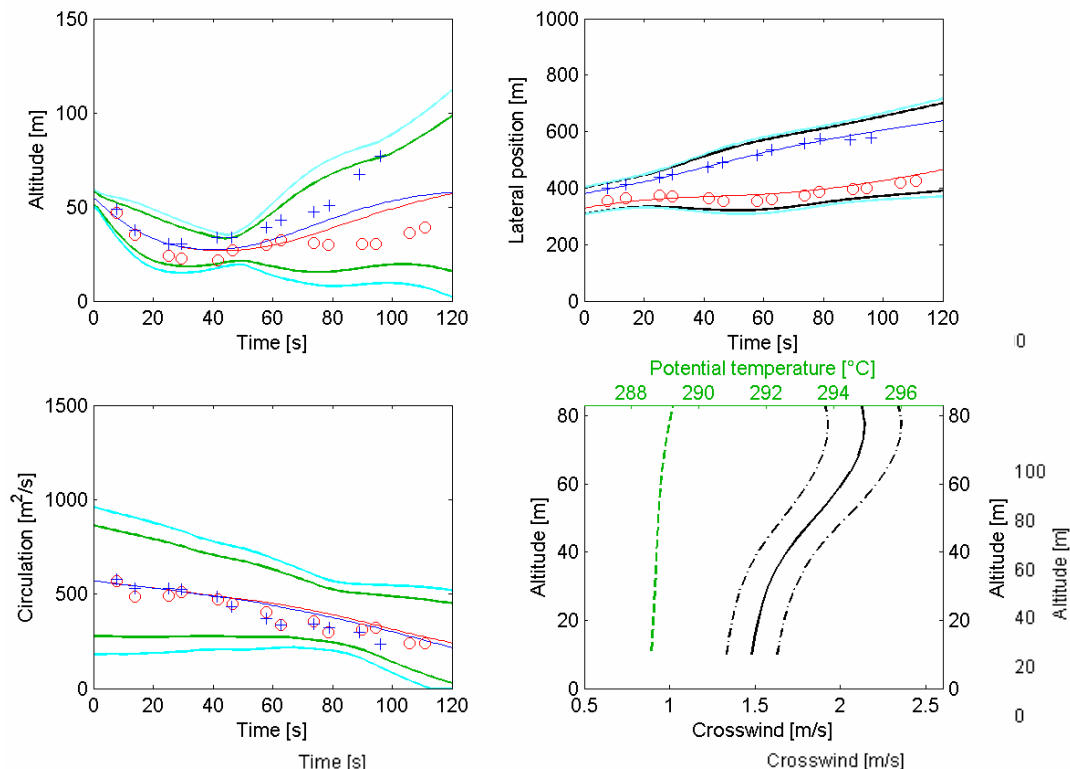 150
100
50
0
Altitude [m]
0 20 40 60 80 100 120
Time [s]
1000
800
600
400
200
0
Lateral position [m]
0 20 40 60 80 100 120
Time [s]
0
1500
1000
500
0
Circulation [m²/s]
0 20 40 60 80 100 120
Time [s]
Time [s]
Potential temperature [°C]
288 290 292 294 296
80
60
40
20
0
Altitude [m]
80
60
40
20
0
Altitude [m]
100
80
60
40
20
0
Altitude [m]
0.5 1 1.5 2 2.5
Crosswind [m/s]
Crosswind [m/s]